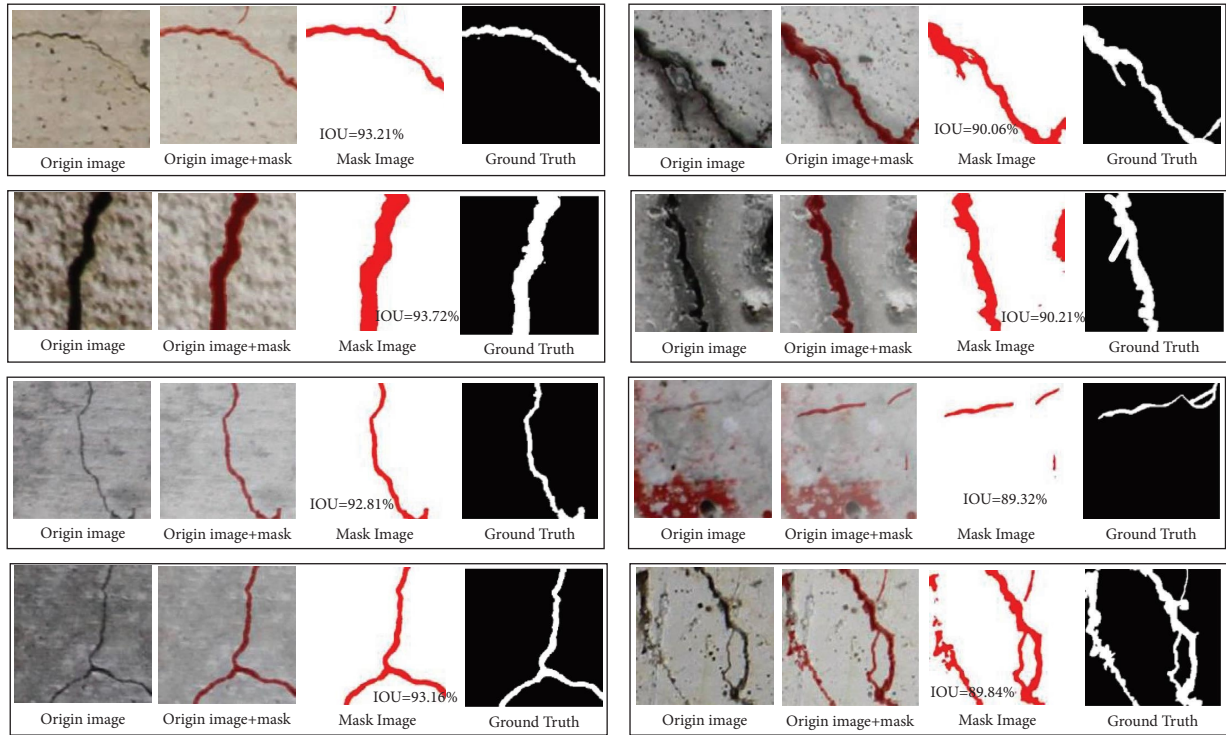 IOU=93.21%
Origin image Origin image+mask Mask Image Ground Truth
IOU=90.06%
Origin image Origin image+mask Mask Image Ground Truth
IOU=93.72%
Origin image Origin image+mask Mask Image Ground Truth
IOU=90.21%
Origin image Origin image+mask Mask Image Ground Truth
IOU=92.81%
Origin image Origin image+mask Mask Image Ground Truth
IOU=89.32%
Origin image Origin image+mask Mask Image Ground Truth
IOU=93.16%
Origin image Origin image+mask Mask Image Ground Truth
IOU=89.84%
Origin image Origin image+mask Mask Image Ground Truth